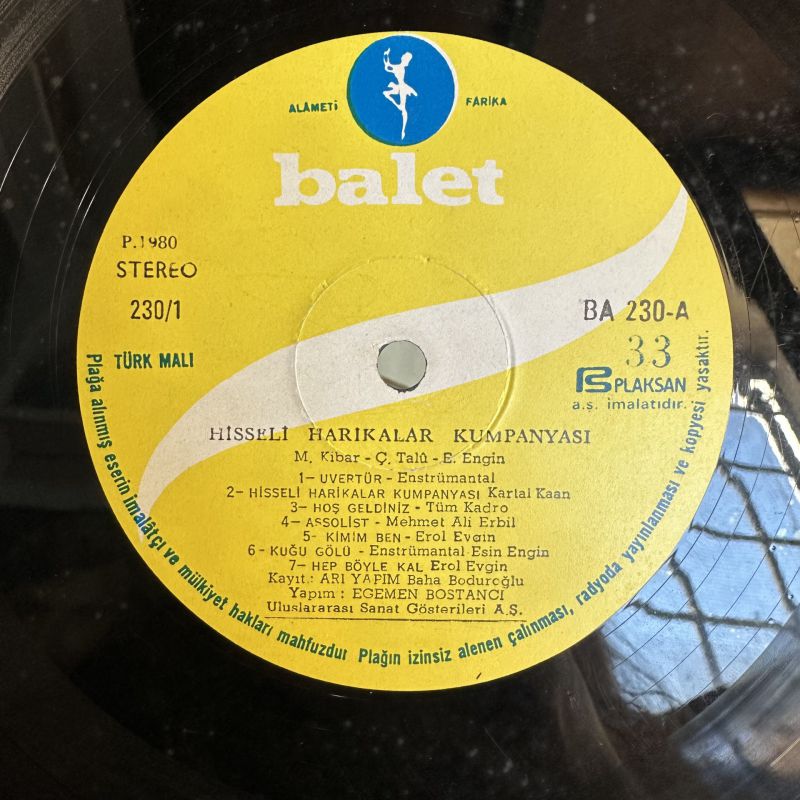 ALÂMETİ FARİKA
balet
P.1980
STEREO
230/1
BA 230-A
33
TÜRK MALI
PLAKSAN
a.ş. imalatıdır.
HİSSELİ HARİKALAR KUMPANYASI
M. Kibar - Ç. Talû - E. Engin
1- UVERTÜR - Enstrümantal
2- HİSSELİ HARİKALAR KUMPANYASI Kartal Kaan
3- HOŞ GELDİNİZ - Tüm Kadro
4- ASSOLİST - Mehmet Ali Erbil
5- KİMİM BEN - Erol Evgin
6- KUĞU GÖLÜ - Enstrümantal Esin Engin
7- HEP BÖYLE KAL Erol Evgin
Kayıt.: ARI YAPIM Baha Boduroğlu
Yapım : EGEMEN BOSTANCI
Uluslararası Sanat Gösterileri A.Ş.
Plağa alınmış eserin imalâtçı ve mülkiyet hakları mahfuzdur Plağın izinsiz alenen çalınması, radyoda yayınlanması ve kopyesi yasaktır.